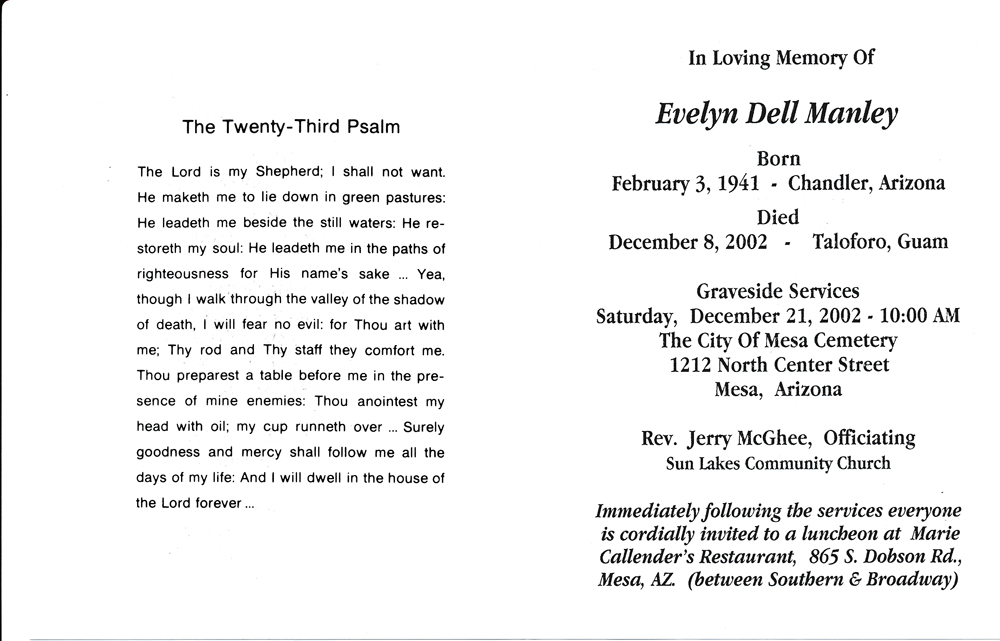 The Twenty-Third Psalm
The Lord is my Shepherd; I shall not want.
He maketh me to lie down in green pastures:
He leadeth me beside the still waters: He re-
storeth my soul: He leadeth me in the paths of
righteousness for His name's sake ... Yea,
though I walk through the valley of the shadow
of death, I will fear no evil: for Thou art with
me; Thy rod and Thy staff they comfort me.
Thou preparest a table before me in the pre-
sence of mine enemies: Thou anointest my
head with oil; my cup runneth over ... Surely
goodness and mercy shall follow me all the
days of my life: And I will dwell in the house of
the Lord forever ...
In Loving Memory Of
Evelyn Dell Manley
Born
February 3, 1941 - Chandler, Arizona
Died
December 8, 2002 - Taloforo, Guam
Graveside Services
Saturday, December 21, 2002 - 10:00 AM
The City Of Mesa Cemetery
1212 North Center Street
Mesa, Arizona
Rev. Jerry McGhee, Officiating
Sun Lakes Community Church
Immediately following the services everyone
is cordially invited to a luncheon at Marie
Callender's Restaurant, 865 S. Dobson Rd.,
Mesa, AZ. (between Southern & Broadway)